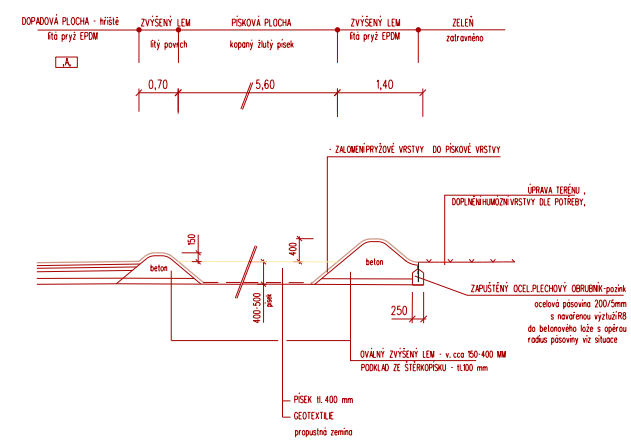 DOPADOVÁ PLOCHA - hřiště
litá pryž EPDM
ZVÝŠENÝ LEM
litý povrch
PÍSKOVÁ PLOCHA
kopaný žlutý písek
ZVÝŠENÝ LEM
litá pryž EPDM
ZELEŇ
zatravněno
A
0,70
5,60
1,40
- ZALOMENÍ PRYŽOVÉ VRSTVY DO PÍSKOVÉ VRSTVY
ÚPRAVA TERÉNU ,
DOPLNĚNÍ HUMOZNI VRSTVY DLE POTŘEBY,
150
400
beton
beton
400-500
písek
250
ZAPUŠTĚNÝ OCEL.PLECHOVÝ OBRUBNÍK-pozink
ocelová pásovina 200/5mm
s navařenou výztuží R8
do betonového lože s opěrou
radius pásoviny viz situace
OVÁLNÝ ZVÝŠENÝ LEM - v. cca 150-400 MM
PODKLAD ZE ŠTĚRKOPÍSKU - tl.100 mm
PÍSEK tl. 400 mm
GEOTEXTILIE
propustná zemina